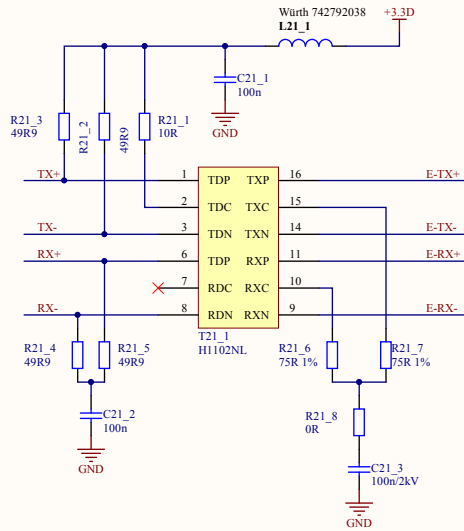 Würth 742792038
+3.3D
L21_1
C21_1
100n
GND
R21_3
49R9
R21_2
49R9
R21_1
10R
TX+
1
TDP
TXP
16
E-TX+
2
TDC
TXC
15
TX-
3
TDN
TXN
14
E-TX-
RX+
6
TDP
RXP
11
E-RX+
7
RDC
RXC
10
RX-
8
RDN
RXN
9
E-RX-
T21_1
H1102NL
R21_4
49R9
R21_5
49R9
R21_6
75R 1%
R21_7
75R 1%
C21_2
100n
GND
R21_8
0R
C21_3
100n/2kV
GND